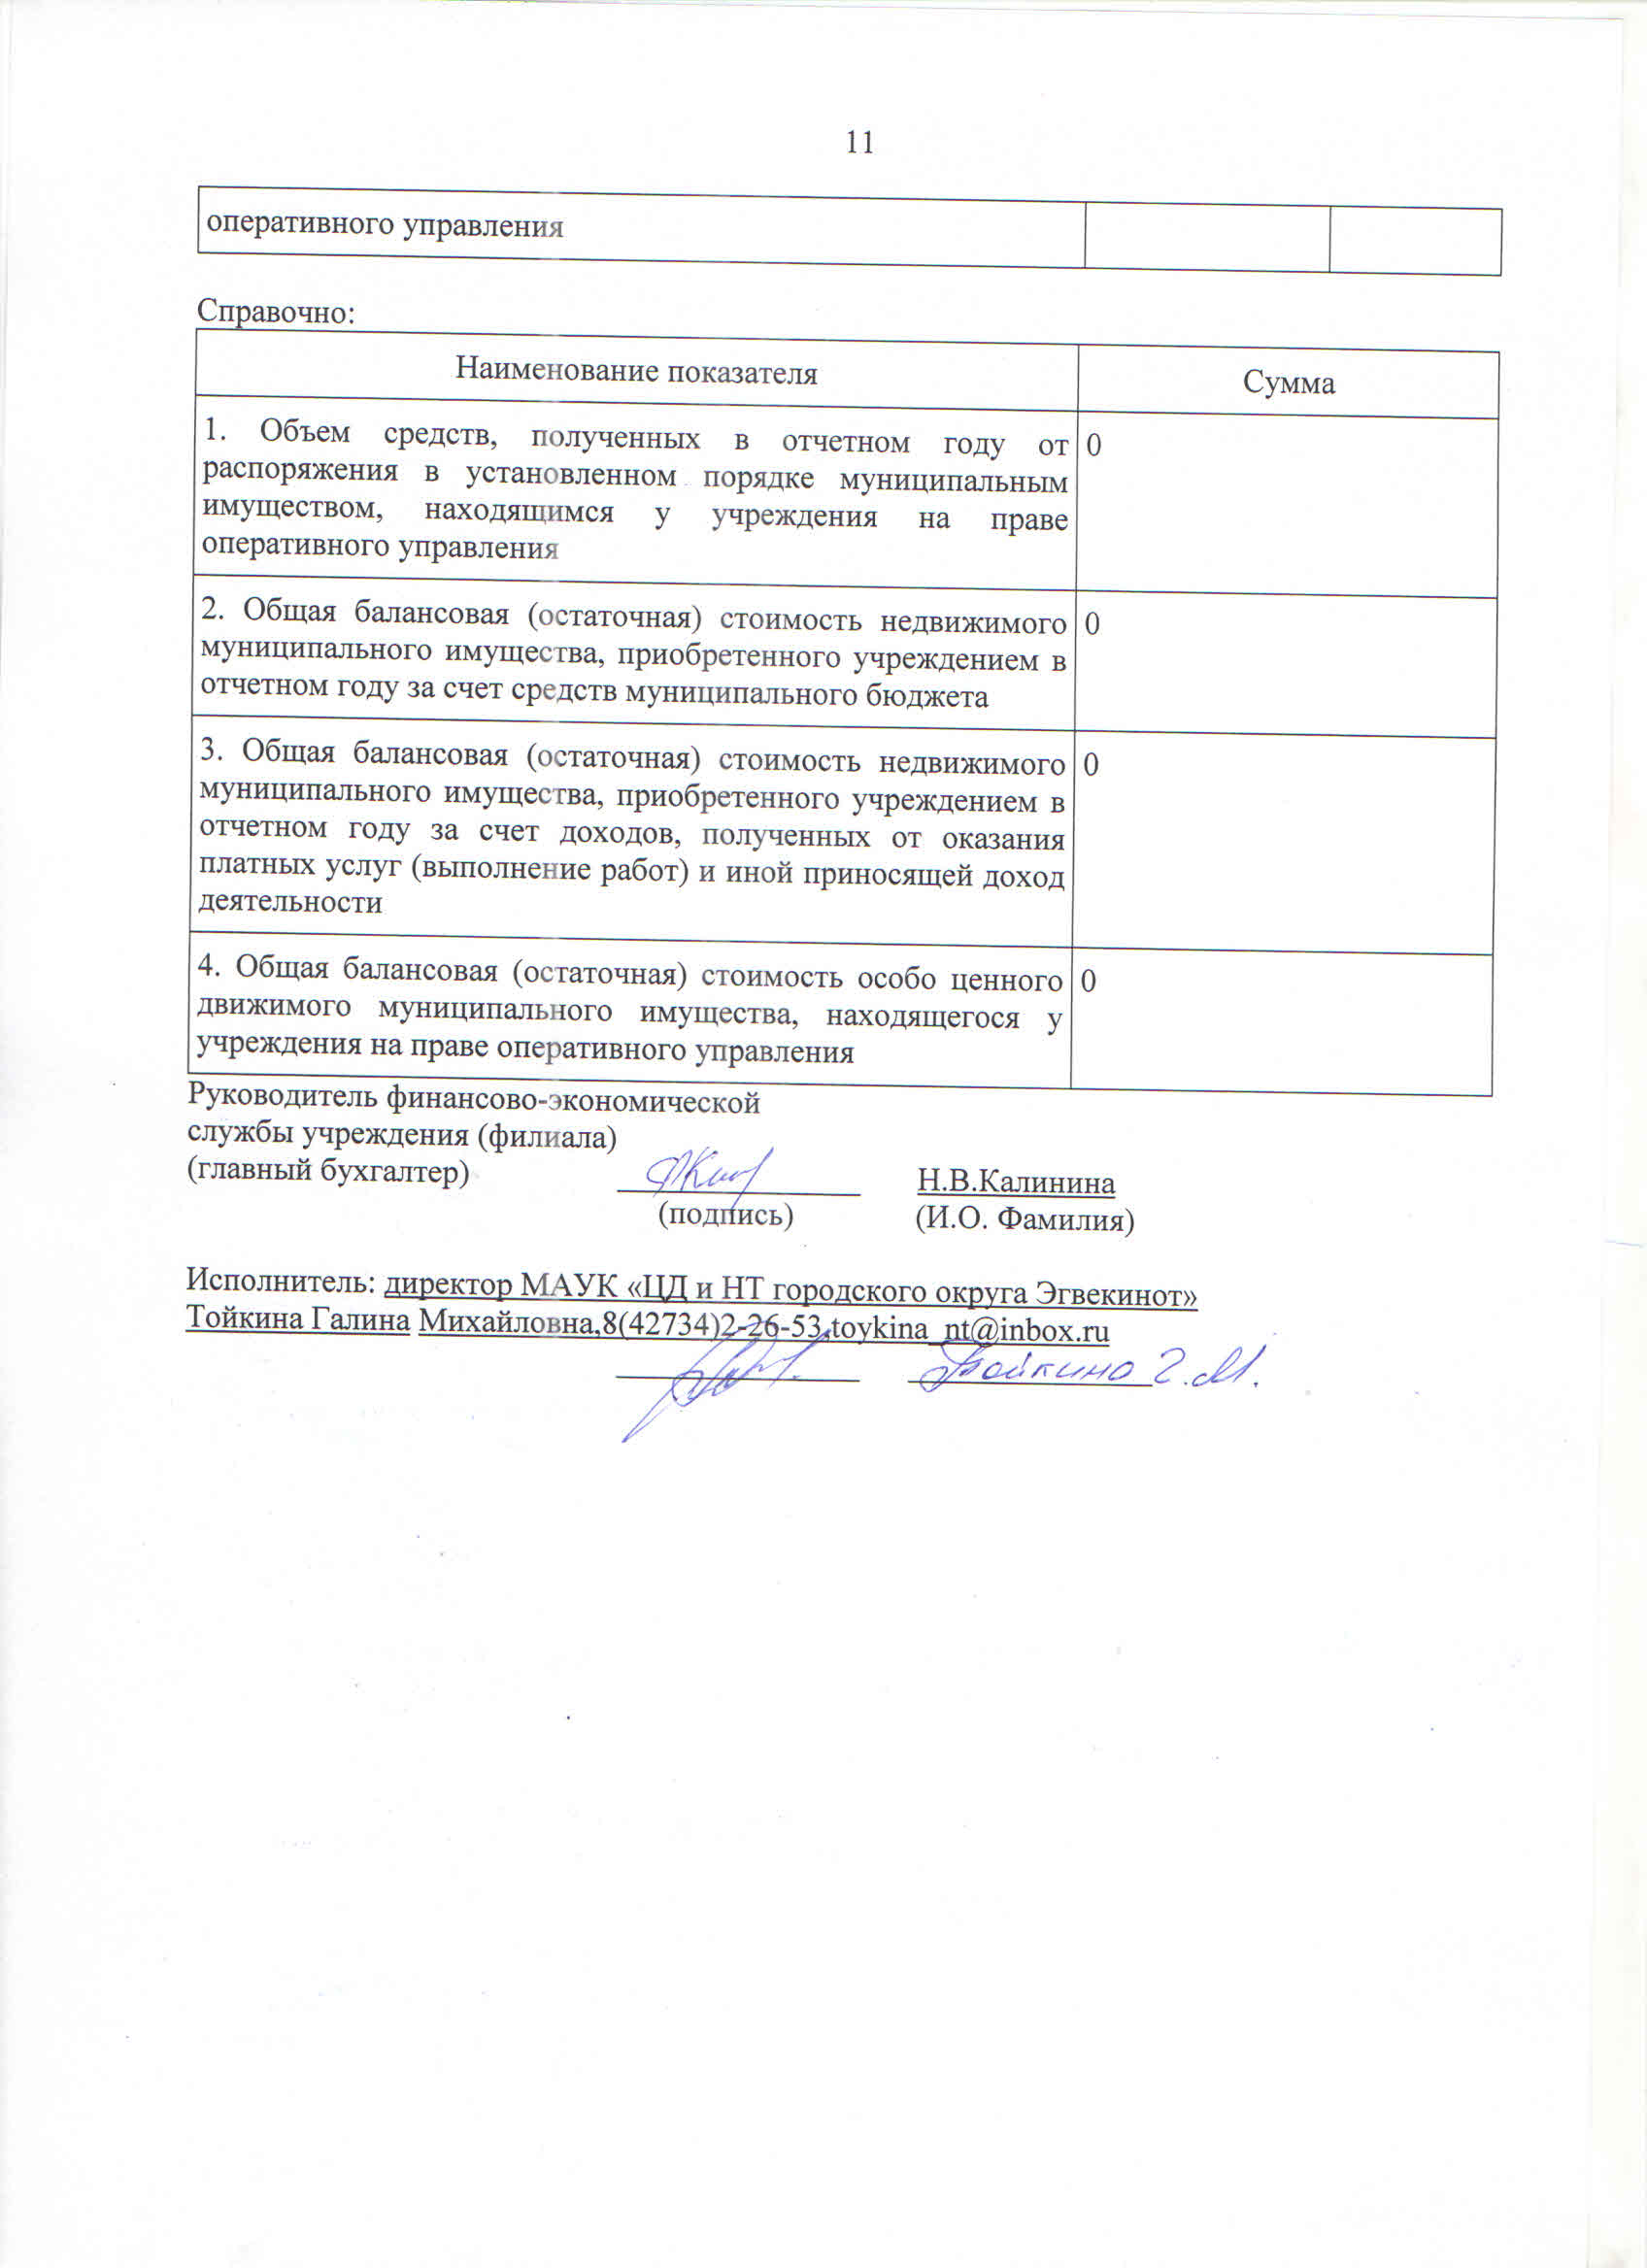 11
оперативного управления
Справочно:
Наименование показателя
Сумма
1. Объем средств, полученных в отчетном году от
распоряжения в установленном порядке муниципальным
имуществом, находящимся у учреждения на праве
оперативного управления
0
2. Общая балансовая (остаточная) стоимость недвижимого
муниципального имущества, приобретенного учреждением в
отчетном году за счет средств муниципального бюджета
0
3. Общая балансовая (остаточная) стоимость недвижимого
муниципального имущества, приобретенного учреждением в
отчетном году за счет доходов, полученных от оказания
платных услуг (выполнение работ) и иной приносящей доход
деятельности
0
4. Общая балансовая (остаточная) стоимость особо ценного
движимого муниципального имущества, находящегося у
учреждения на праве оперативного управления
0
Руководитель финансово-экономической
службы учреждения (филиала)
(главный бухгалтер)
Н.В.Калинина
(подпись)
(И.О. Фамилия)
Исполнитель: директор МАУК «ЦД и НТ городского округа Эгвекинот»
Тойкина Галина Михайловна,8(42734)2-26-53,toykina_nt@inbox.ru
Тойкина Г.М.